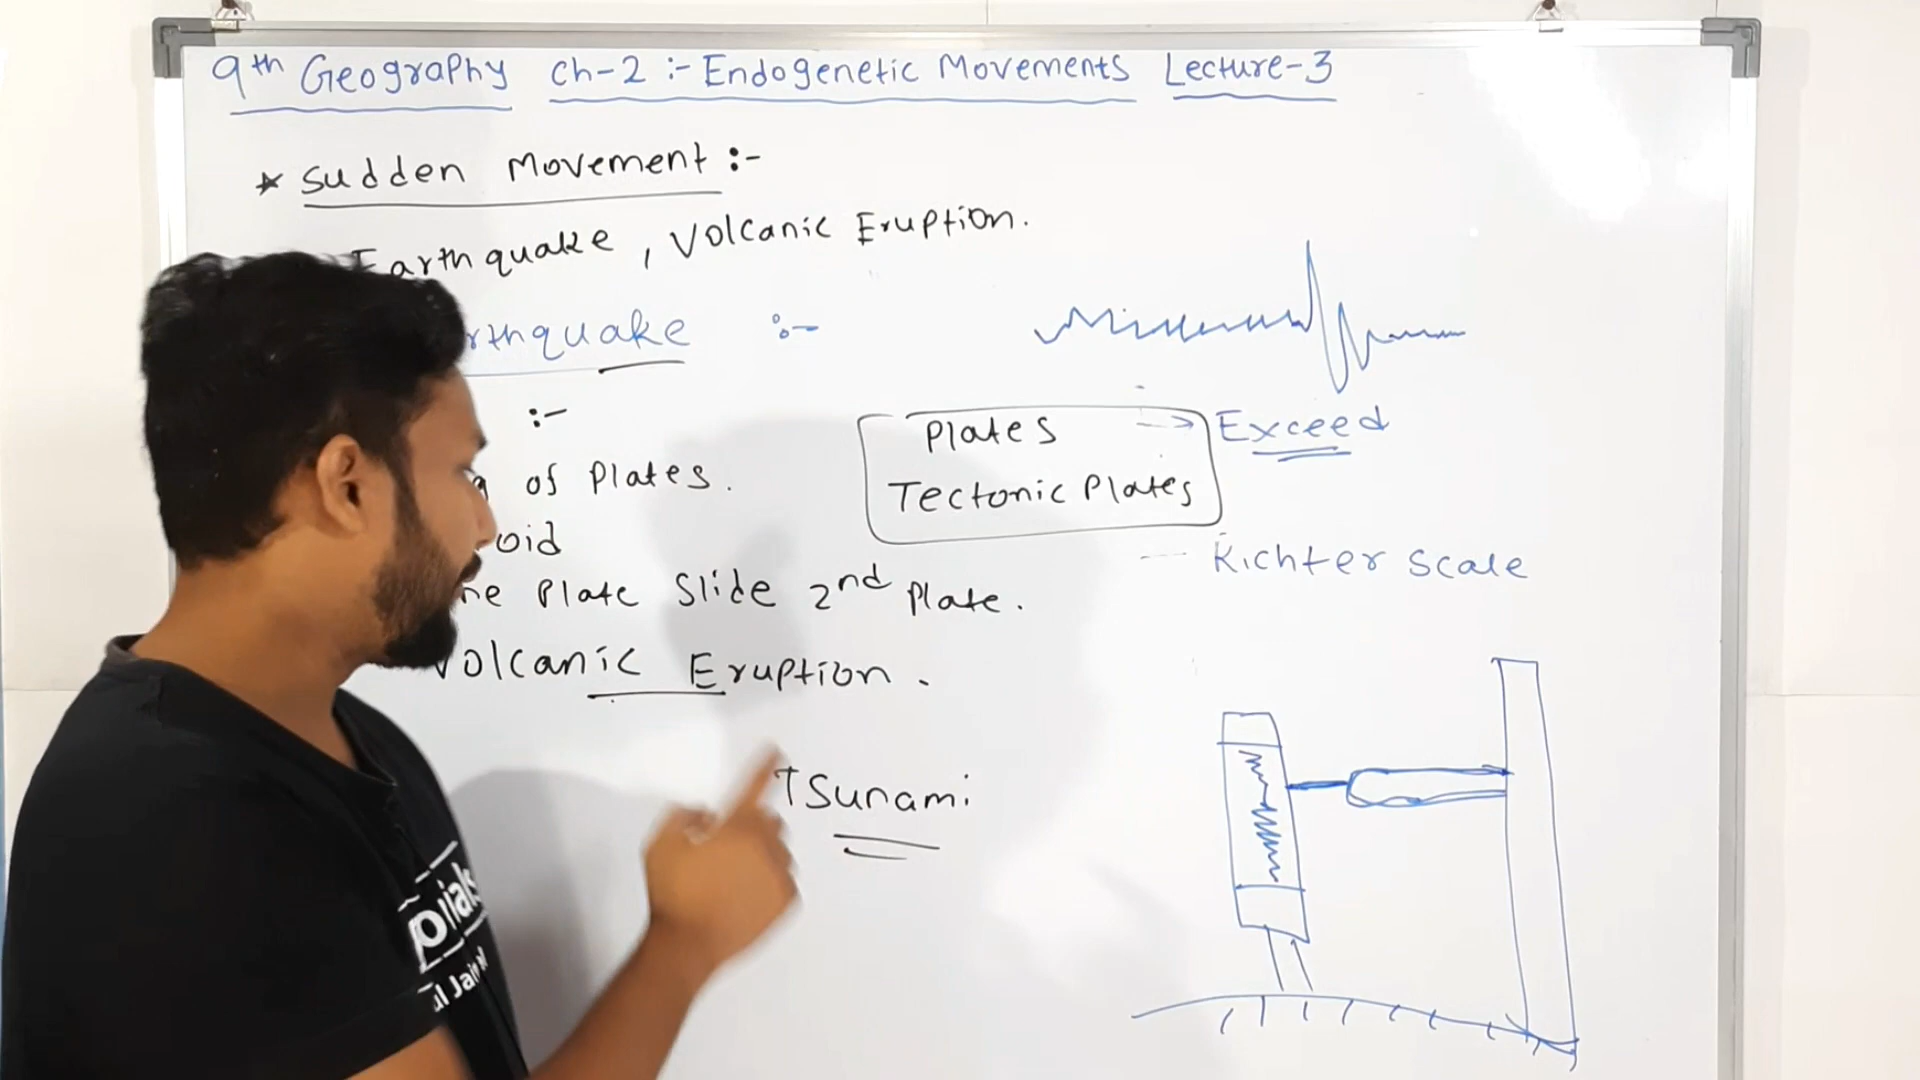 9th Geography Ch-2 :- Endogenetic Movements Lecture-3
* Sudden Movement :-
Earthquake, Volcanic Eruption.
rthquake :-
:-
of Plates.
oid
Plate Slide 2nd Plate.
Volcanic Eruption.
Tsunami
Plates → Exceed
Tectonic Plates
Richter Scale